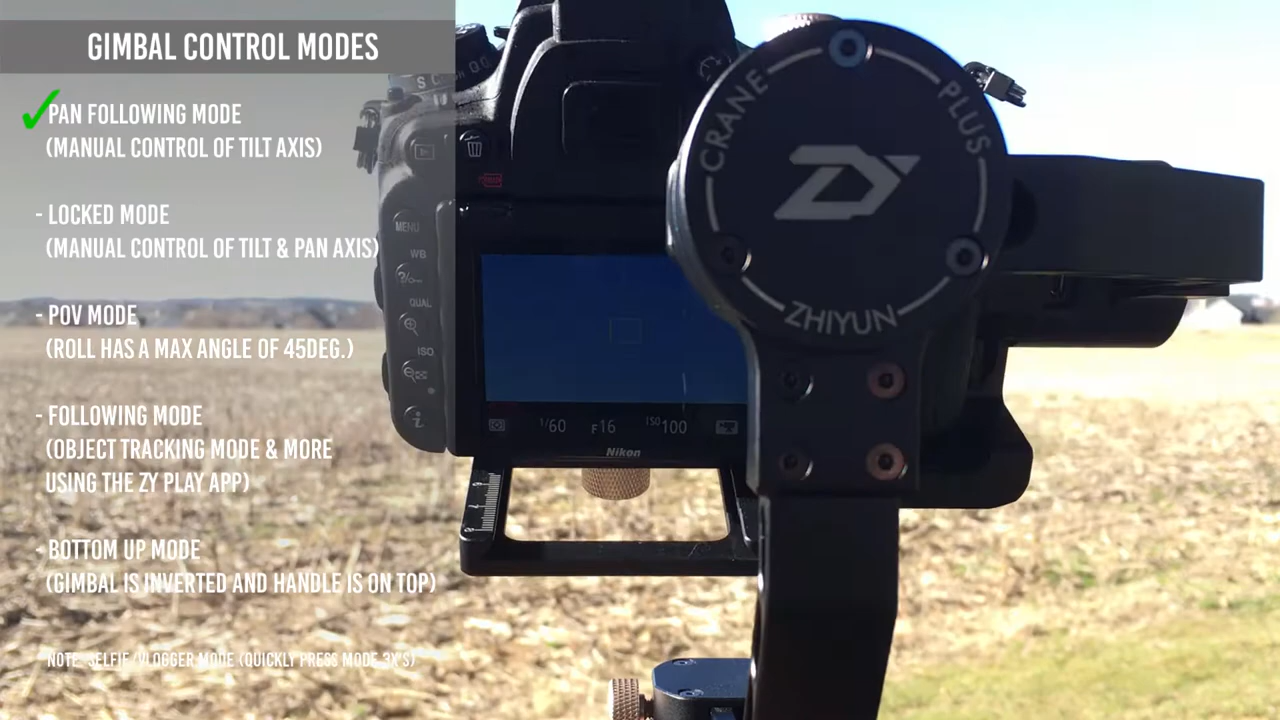 GIMBAL CONTROL MODES
PAN FOLLOWING MODE
(MANUAL CONTROL OF TILT AXIS)
- LOCKED MODE
(MANUAL CONTROL OF TILT & PAN AXIS)
- POV MODE
(ROLL HAS A MAX ANGLE OF 45DEG.)
- FOLLOWING MODE
(OBJECT TRACKING MODE & MORE
USING THE ZY PLAY APP)
- BOTTOM UP MODE
(GIMBAL IS INVERTED AND HANDLE IS ON TOP)
NOTE: SELFIE/VLOGGER MODE (QUICKLY PRESS MODE 3X'S)
MENU
WB
QUAL
ISO
i
1/60 F16 ISO100
Nikon
CRANE PLUS
ZHIYUN